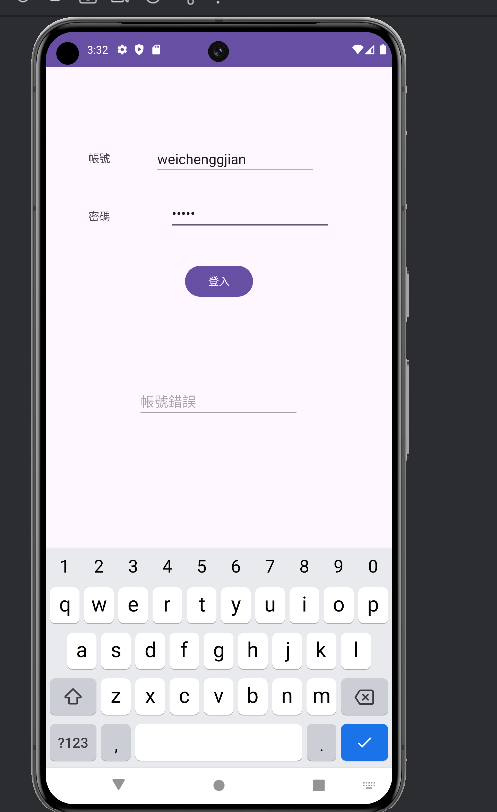 3:32
帳號 weichenggjian
密碼 •••••
登入
帳號錯誤
1 2 3 4 5 6 7 8 9 0
q w e r t y u i o p
a s d f g h j k l
z x c v b n m
?123 , .